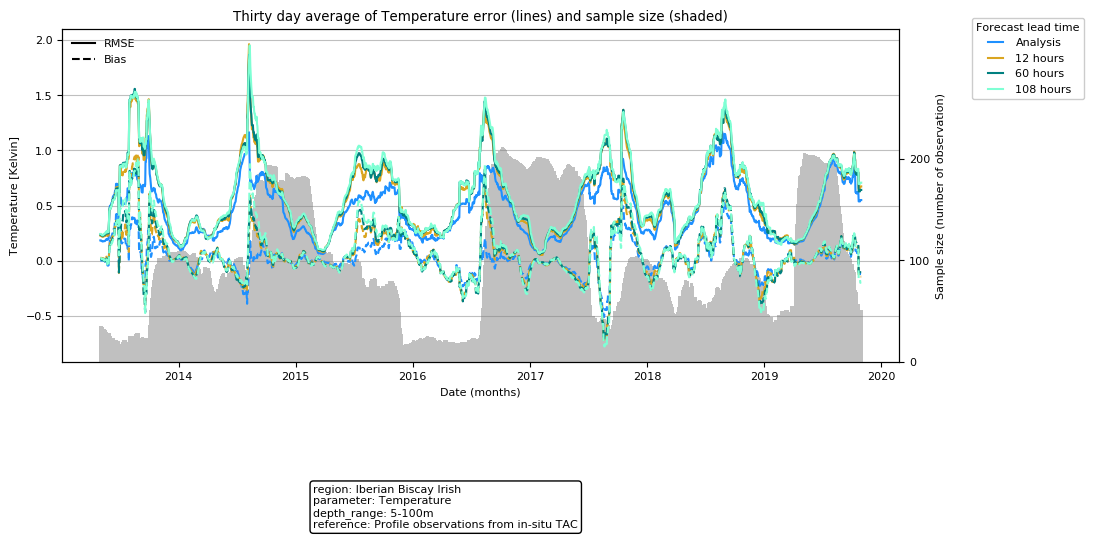 Thirty day average of Temperature error (lines) and sample size (shaded)
Forecast lead time
Analysis
12 hours
60 hours
108 hours
RMSE
Bias
2.0
1.5
1.0
0.5
0.0
−0.5
Temperature [Kelvin]
200
100
0
Sample size (number of observation)
2014
2015
2016
2017
2018
2019
2020
Date (months)
region: Iberian Biscay Irish
parameter: Temperature
depth_range: 5-100m
reference: Profile observations from in-situ TAC